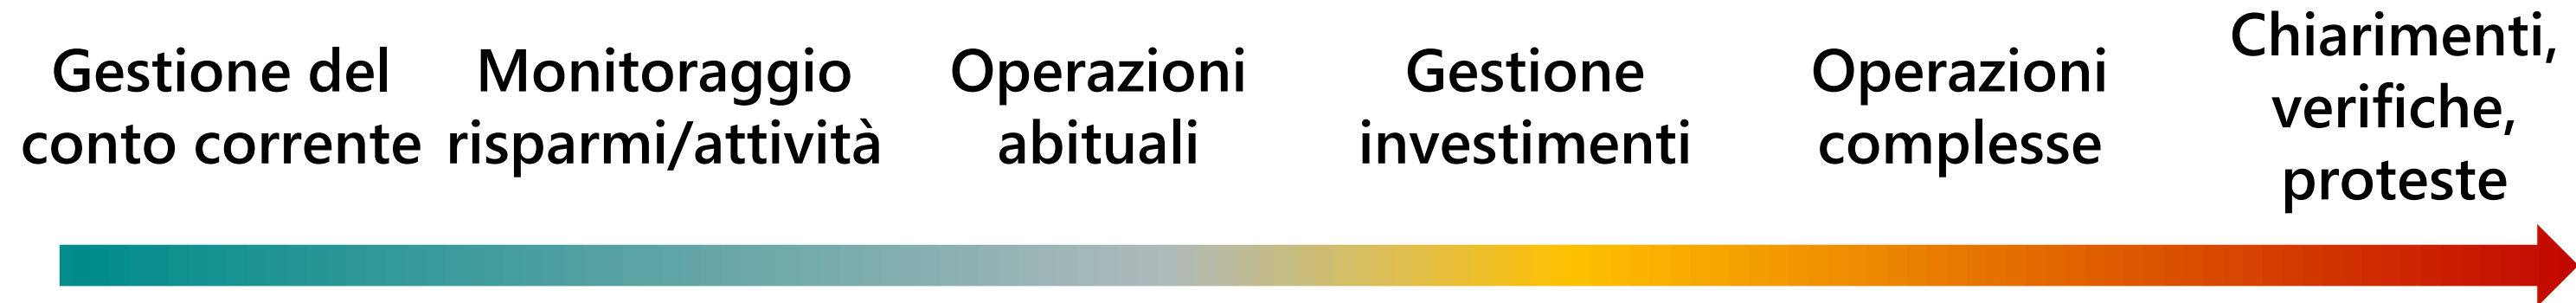 Gestione del
conto corrente
Monitoraggio
risparmi/attività
Operazioni
abituali
Gestione
investimenti
Operazioni
complesse
Chiarimenti,
verifiche,
proteste